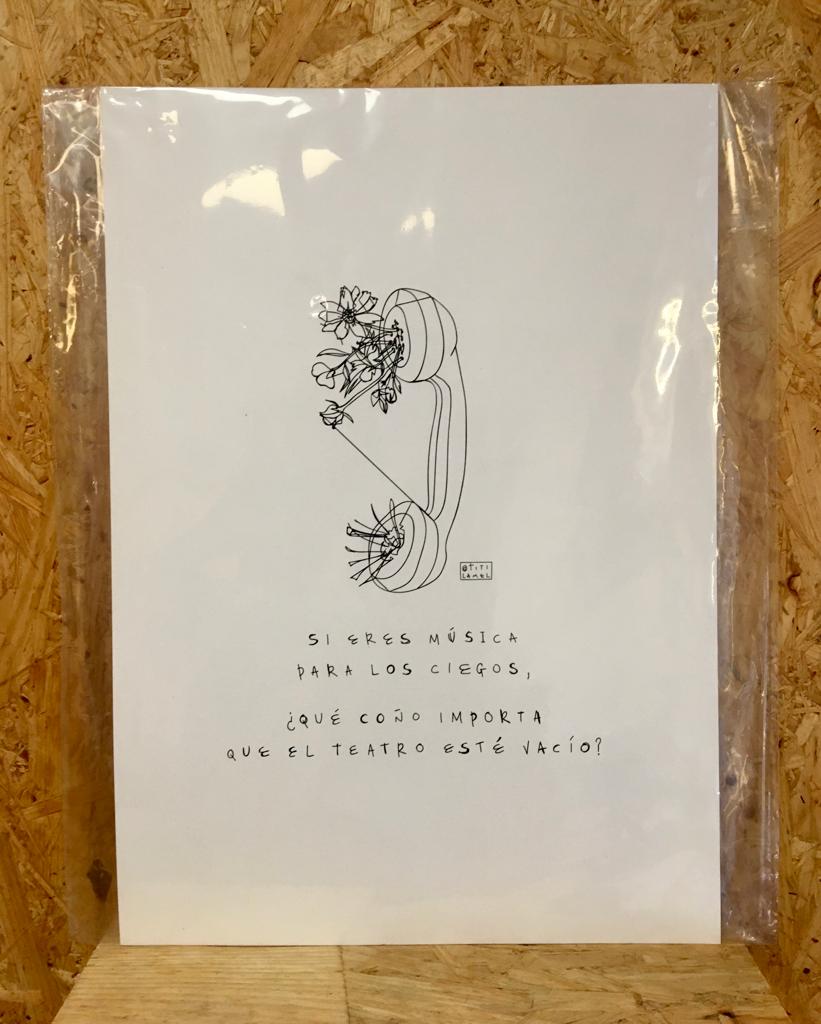 @TITI
LAMEL
SI ERES MÚSICA
PARA LOS CIEGOS,
¿QUÉ COÑO IMPORTA
QUE EL TEATRO ESTÉ VACÍO?